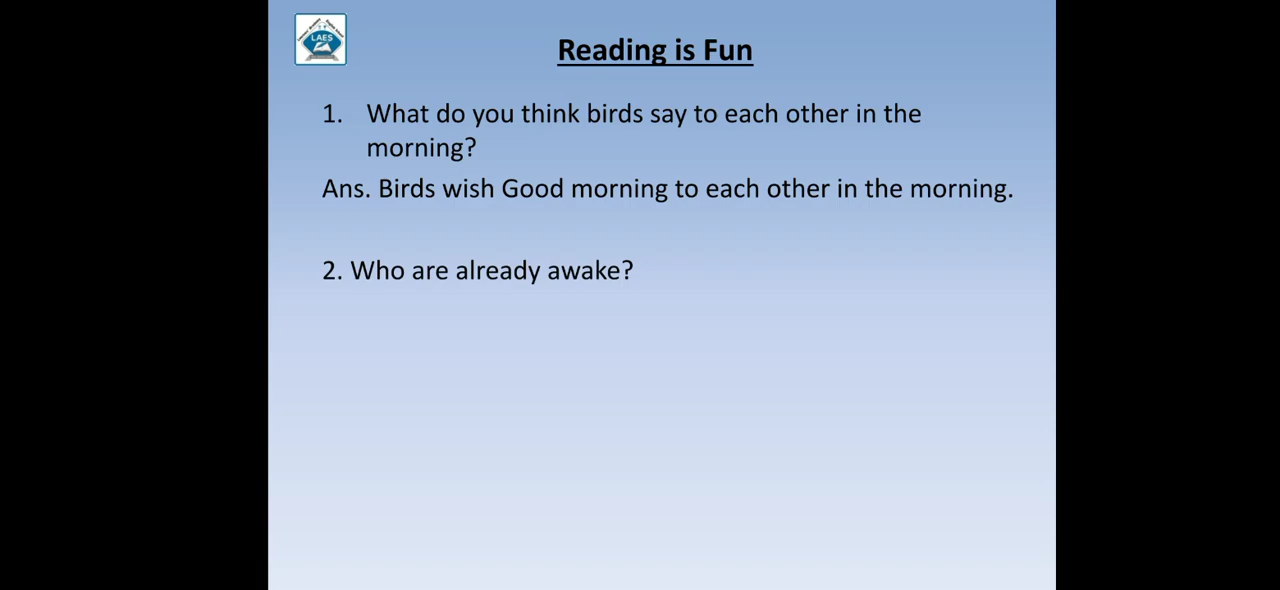 LAES
Reading is Fun
1. What do you think birds say to each other in the
morning?
Ans. Birds wish Good morning to each other in the morning.
2. Who are already awake?